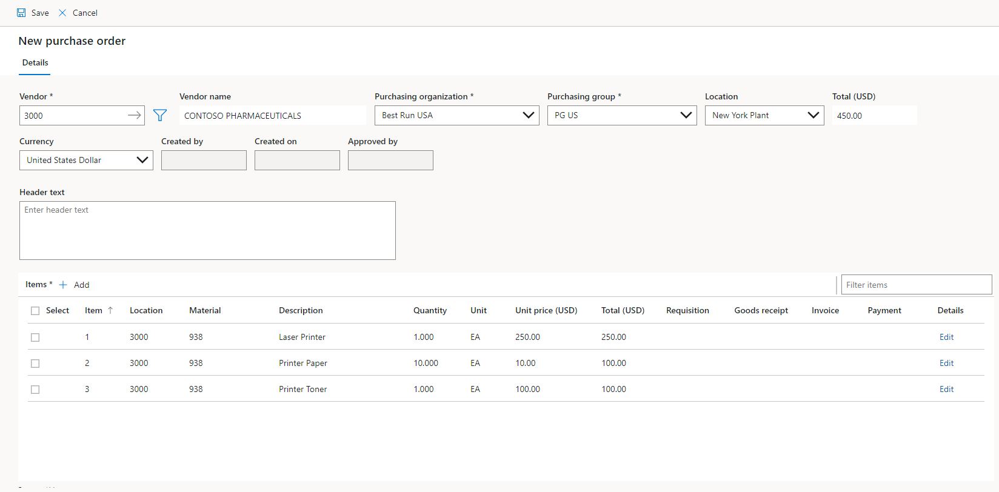 Save Cancel
New purchase order
Details
Vendor * Vendor name Purchasing organization * Purchasing group * Location Total (USD)
3000 CONTOSO PHARMACEUTICALS Best Run USA PG US New York Plant 450.00
Currency Created by Created on Approved by
United States Dollar
Header text
Enter header text
Items * Add Filter items
Select Item Location Material Description Quantity Unit Unit price (USD) Total (USD) Requisition Goods receipt Invoice Payment Details
1 3000 938 Laser Printer 1.000 EA 250.00 250.00 Edit
2 3000 938 Printer Paper 10.000 EA 10.00 100.00 Edit
3 3000 938 Printer Toner 1.000 EA 100.00 100.00 Edit